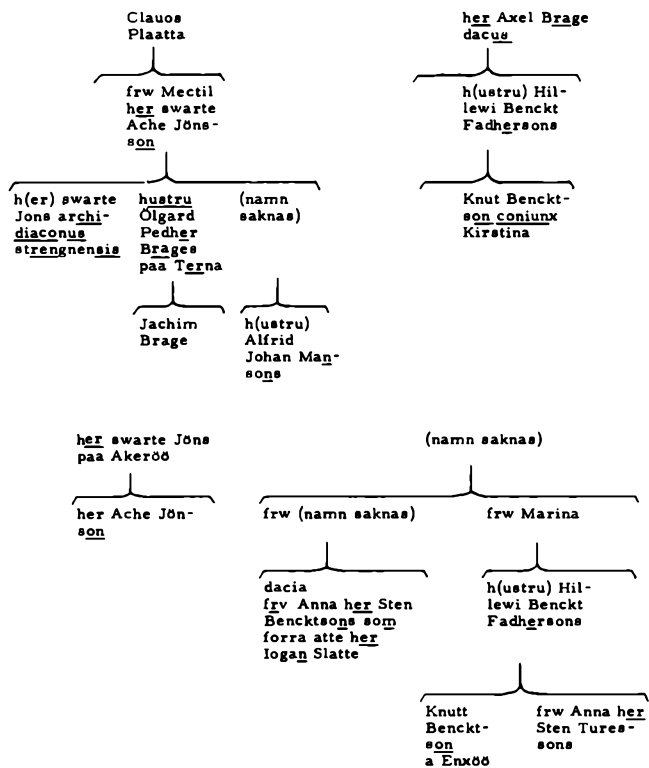 Clauos
Plaatta
her Axel Brage
dacus
frw Mectil
her swarte
Ache Jöns-
son
h(ustru) Hil-
lewi Benckt
Fadhersons
h(er) swarte
Jons archi-
diaconus
strengnensis
hustru
Ölgard
Pedher
Brages
paa Terna
(namn
saknas)
Knut Benckt-
son coniunx
Kirstina
Jachim
Brage
h(ustru)
Alfrid
Johan Man-
sons
her swarte Jöns
paa Akeröö
(namn saknas)
her Ache Jön-
son
frw (namn saknas)
frw Marina
dacia
frv Anna her Sten
Bencktsons som
forra atte her
Iogan Slatte
h(ustru) Hil-
lewi Benckt
Fadhersons
Knutt
Benckt-
son
a Enxöö
frw Anna her
Sten Tures-
sons